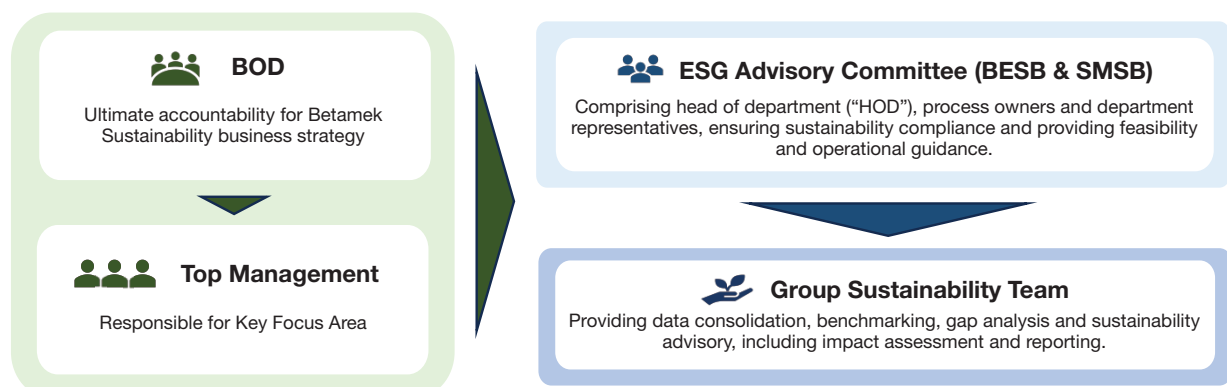 BOD
Ultimate accountability for Betamek
Sustainability business strategy
Top Management
Responsible for Key Focus Area
ESG Advisory Committee (BESB & SMSB)
Comprising head of department (“HOD”), process owners and department
representatives, ensuring sustainability compliance and providing feasibility
and operational guidance.
Group Sustainability Team
Providing data consolidation, benchmarking, gap analysis and sustainability
advisory, including impact assessment and reporting.